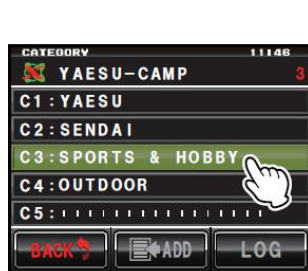 CATEGORY 11146
YAESU-CAMP 3
C1:YAESU
C2:SENDAI
C3:SPORTS & HOBBY
C4:OUTDOOR
C5:
BACK ADD LOG